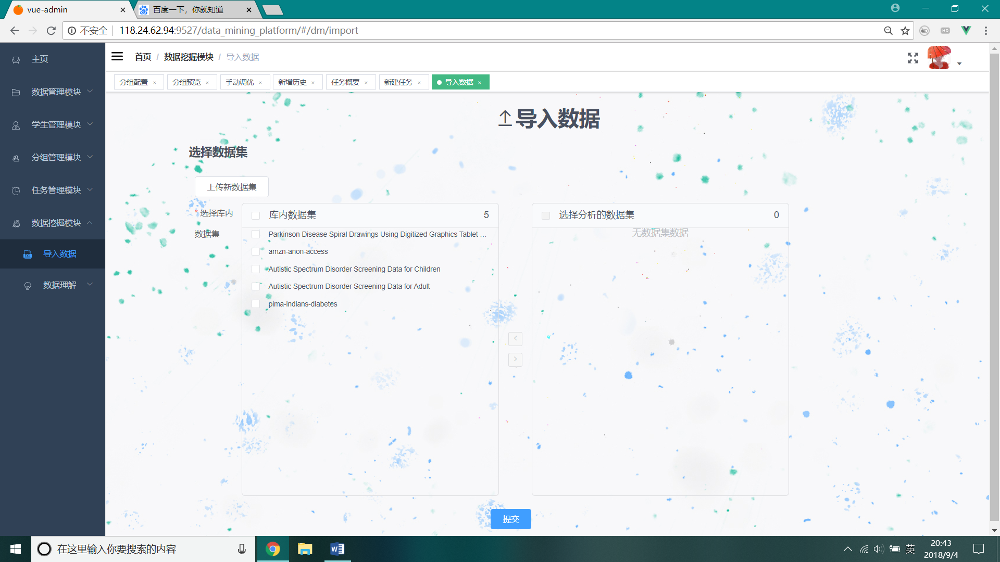 vue-admin
百度一下，你就知道
不安全
118.24.62.94:9527/data_mining_platform/#/dm/import
HD
主页
首页 / 数据挖掘模块 / 导入数据
分组配置 ×
分组预览 ×
手动调优 ×
新增历史 ×
任务概要 ×
新建任务 ×
导入数据 ×
数据管理模块
学生管理模块
分组管理模块
任务管理模块
数据挖掘模块
导入数据
数据理解
导入数据
选择数据集
上传新数据集
* 选择库内
数据集
库内数据集 5
Parkinson Disease Spiral Drawings Using Digitized Graphics Tablet ...
amzn-anon-access
Autistic Spectrum Disorder Screening Data for Children
Autistic Spectrum Disorder Screening Data for Adult
pima-indians-diabetes
选择分析的数据集 0
无数据集数据
提交
在这里输入你要搜索的内容
英
20:43
2018/9/4